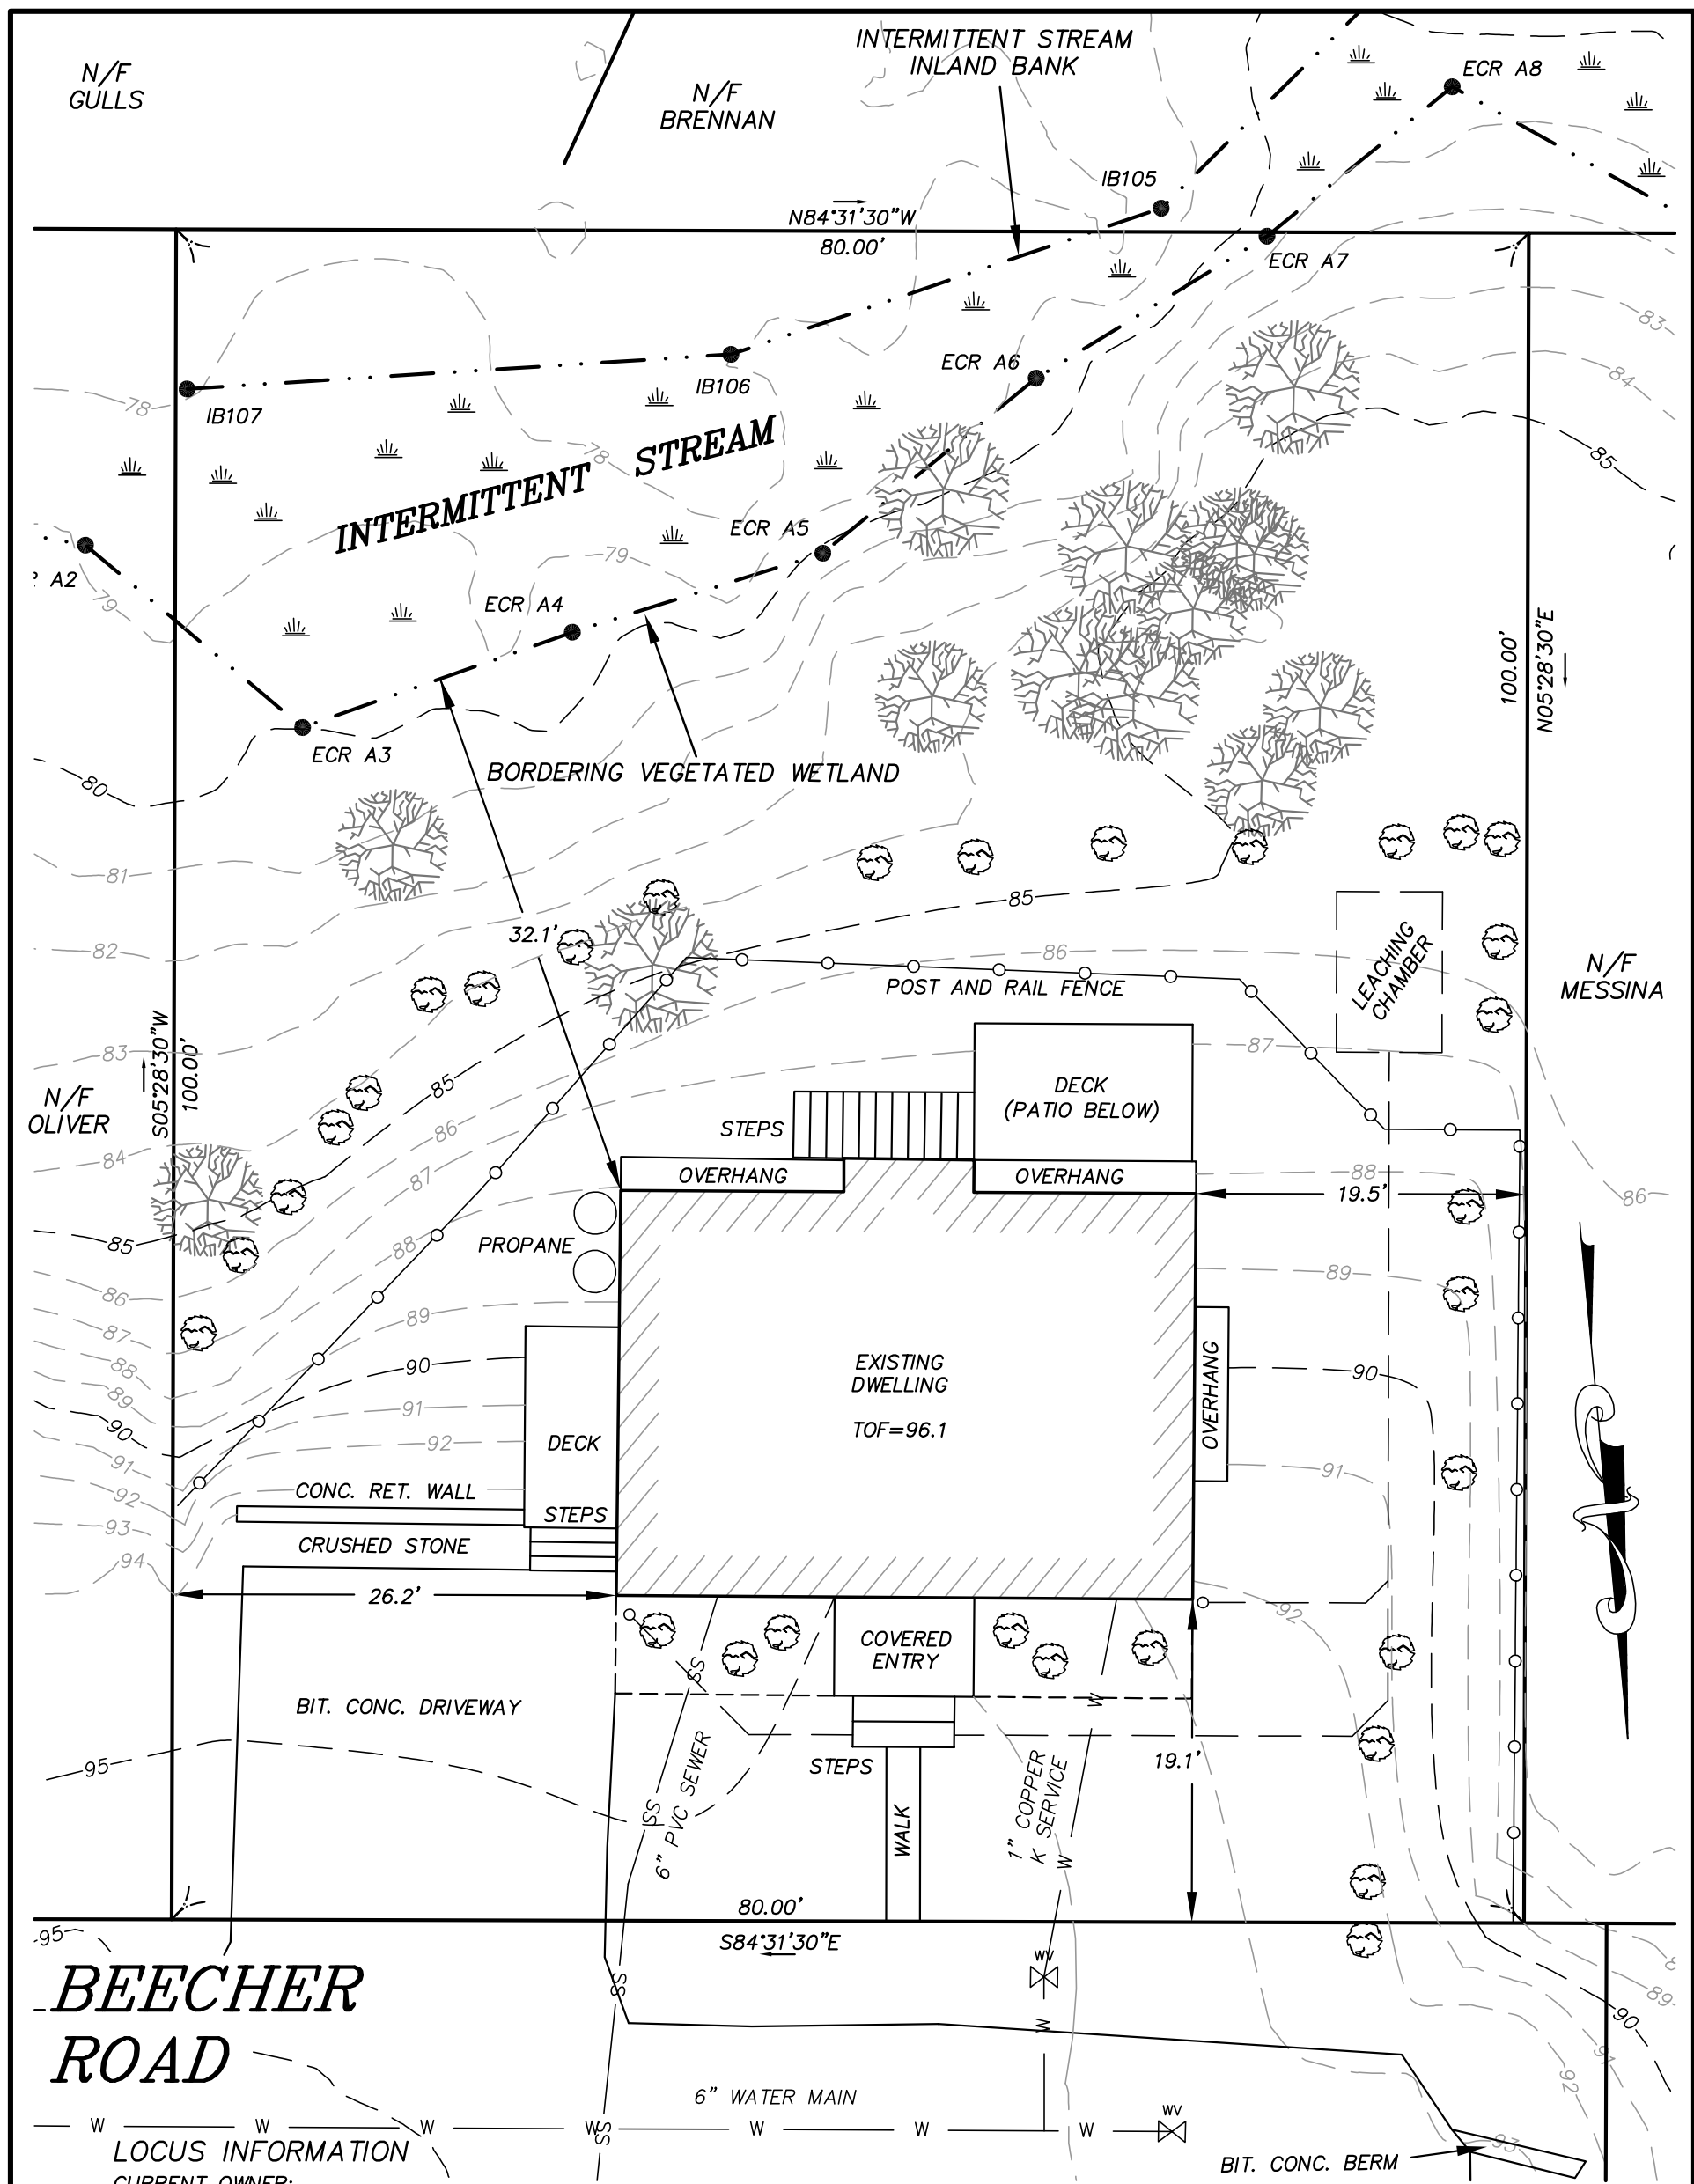 N/F
GULLS
N/F
BRENNAN
INTERMITTENT STREAM
INLAND BANK
ECR A8
IB105
N84°31'30"W
80.00'
ECR A7
83
ECR A6
84
IB106
78
IB107
85
78
INTERMITTENT STREAM
ECR A5
79
A2
79
ECR A4
100.00'
N05°28'30"E
ECR A3
BORDERING VEGETATED WETLAND
80
81
85
32.1'
82
86
LEACHING
CHAMBER
N/F
MESSINA
POST AND RAIL FENCE
S05°28'30"W
100.00'
83
87
85
DECK
(PATIO BELOW)
N/F
OLIVER
STEPS
86
84
OVERHANG
OVERHANG
88
87
19.5'
86
85
PROPANE
88
89
86
89
87
88
90
EXISTING
DWELLING
OVERHANG
90
89
91
TOF=96.1
90
92
DECK
91
91
CONC. RET. WALL
92
STEPS
93
CRUSHED STONE
94
26.2'
92
COVERED
ENTRY
SS
W
BIT. CONC. DRIVEWAY
95
6" PVC SEWER
STEPS
1" COPPER
K SERVICE
19.1'
SS
WALK
W
80.00'
S84°31'30"E
95
WV
SS
89
90
BEECHER
ROAD
W
91
92
6" WATER MAIN
WV
W W W W W W W
SS
93
LOCUS INFORMATION
BIT. CONC. BERM
CURRENT OWNER: